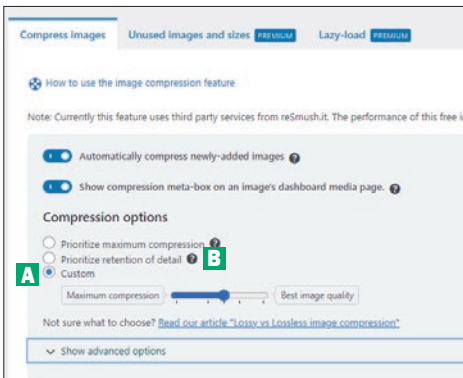 Compress images Unused images and sizes PREMIUM Lazy-load PREMIUM
How to use the image compression feature
Note: Currently this feature uses third party services from reSmush.it. The performance of this free
Automatically compress newly-added images ?
Show compression meta-box on an image's dashboard media page. ?
Compression options
Prioritize maximum compression ?
Prioritize retention of detail ? B
A Custom
Maximum compression Best image quality
Not sure what to choose? Read our article "Lossy vs Lossless image compression"
Show advanced options